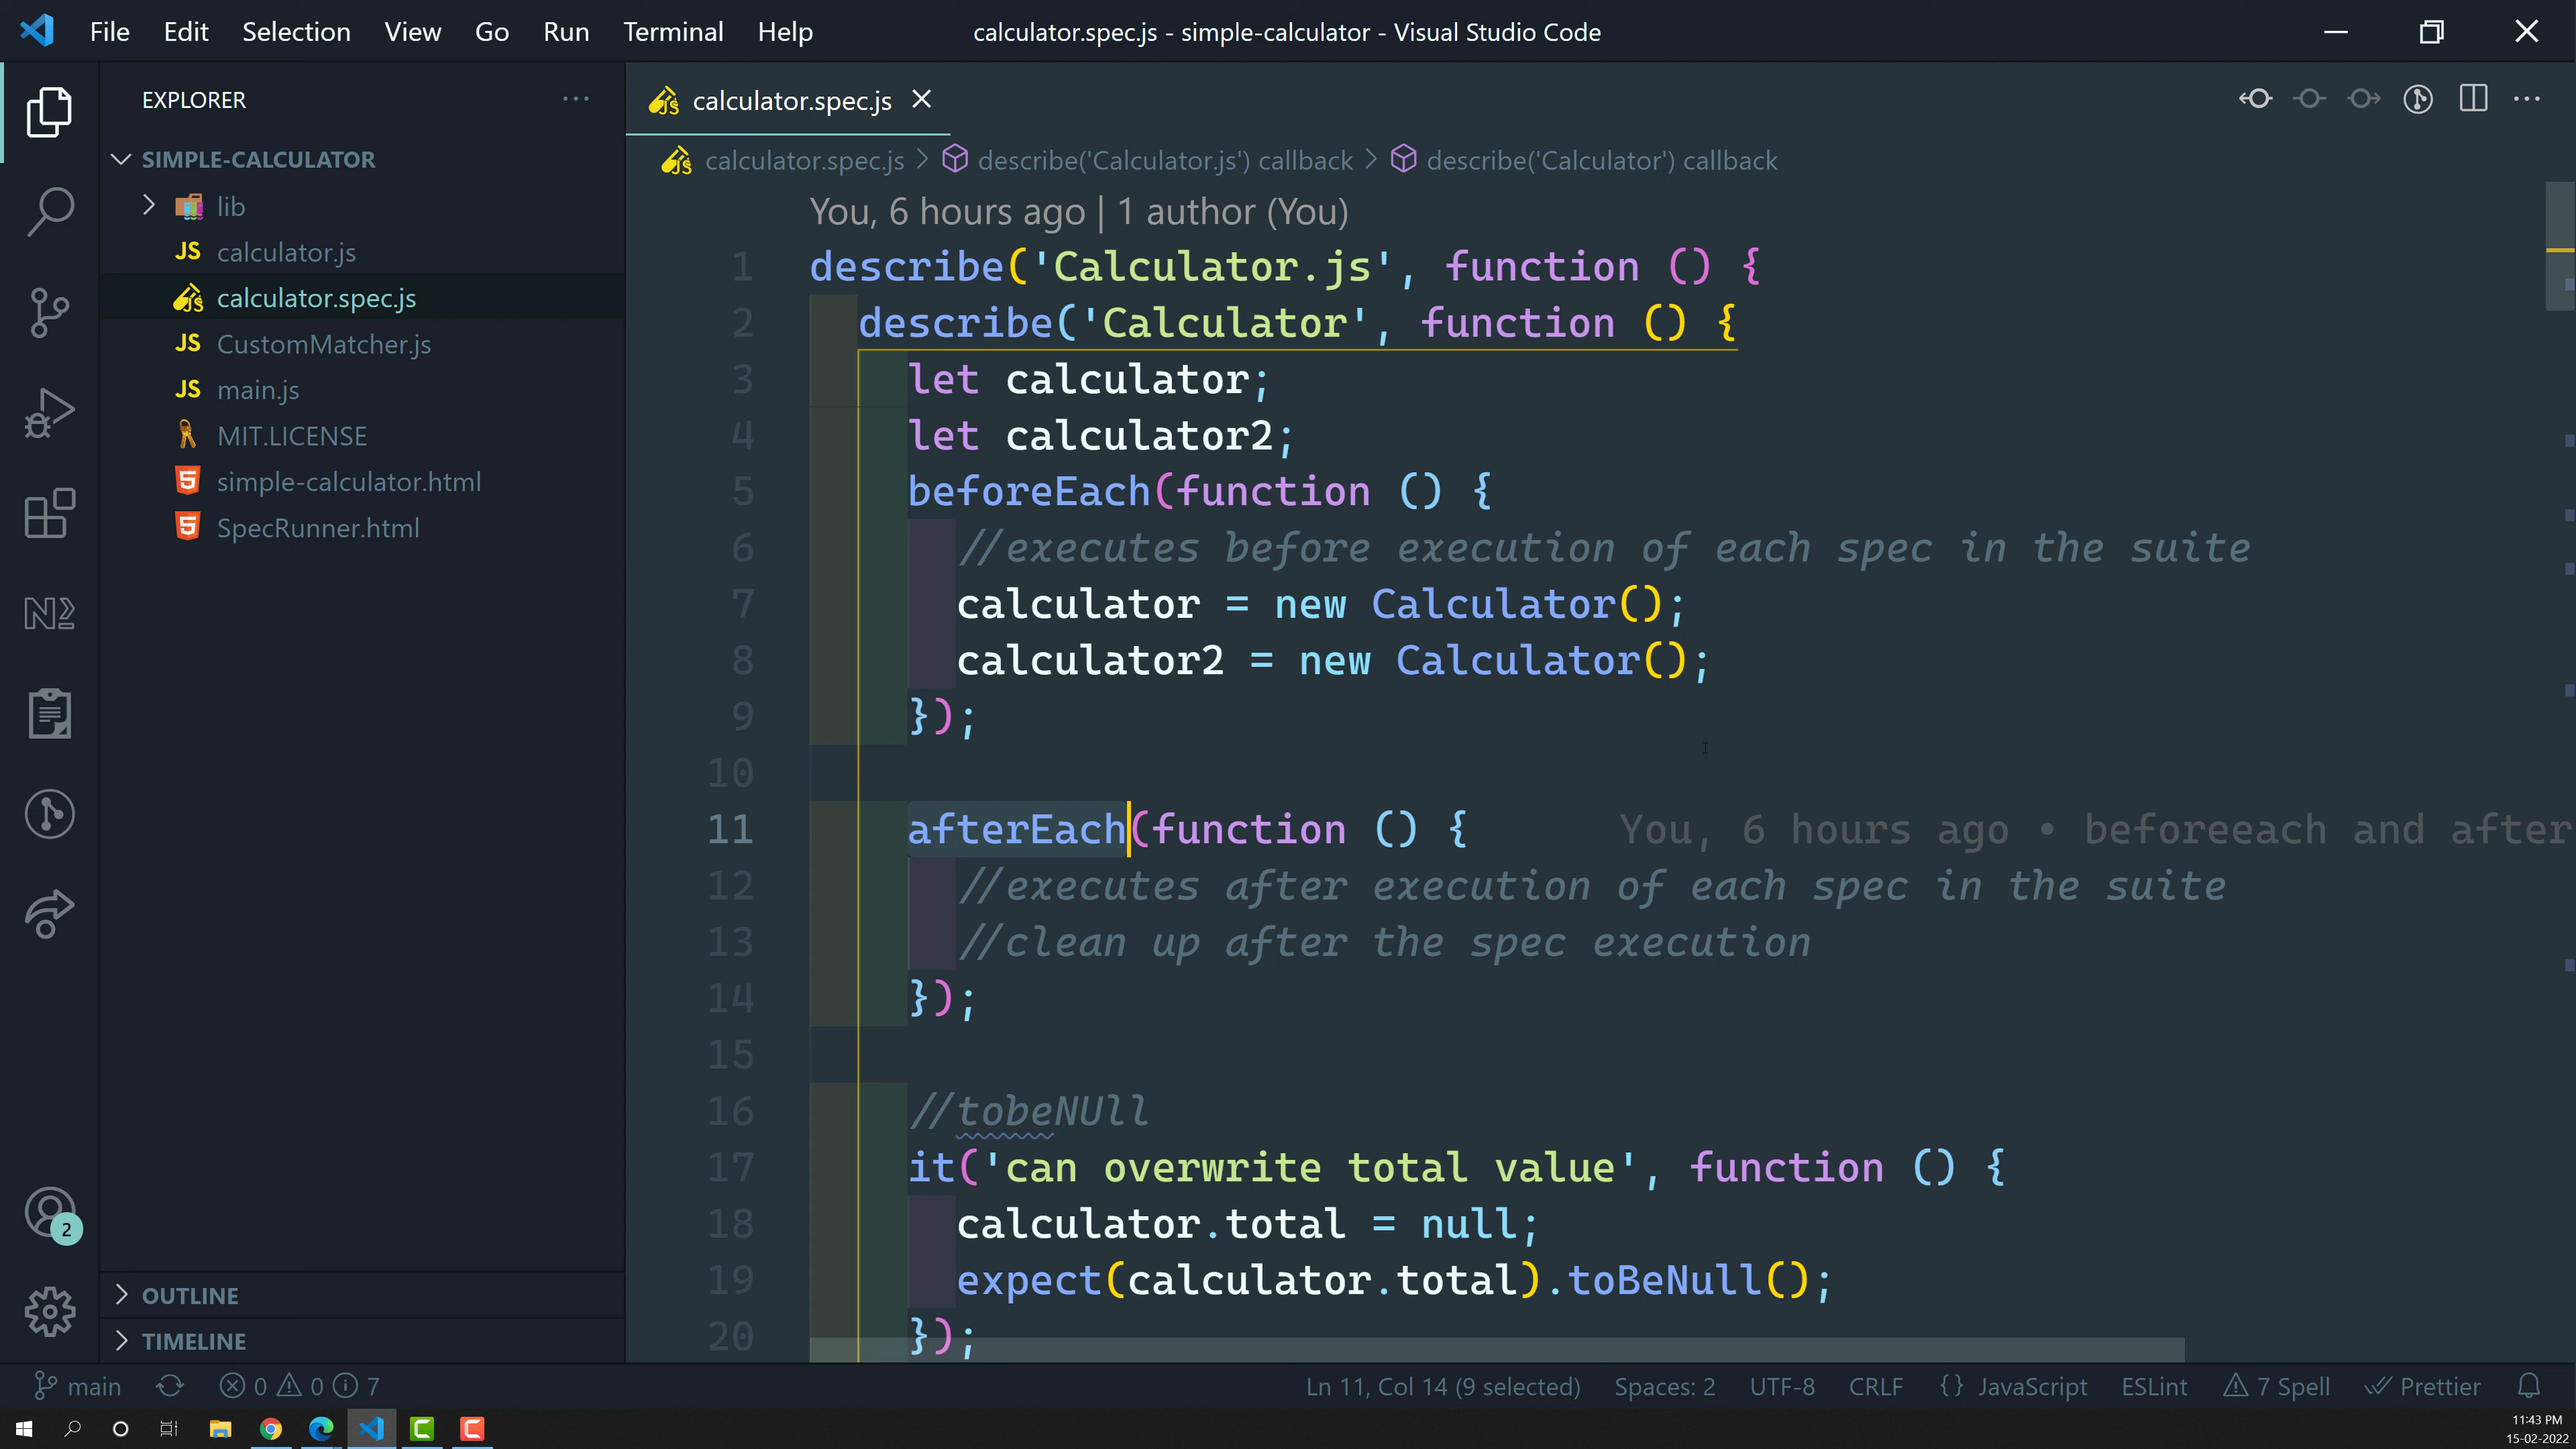 File Edit Selection View Go Run Terminal Help
calculator.spec.js - simple-calculator - Visual Studio Code
EXPLORER
SIMPLE-CALCULATOR
lib
JS calculator.js
calculator.spec.js
JS CustomMatcher.js
JS main.js
MIT.LICENSE
simple-calculator.html
SpecRunner.html
2
OUTLINE
TIMELINE
calculator.spec.js
calculator.spec.js > describe('Calculator.js') callback > describe('Calculator') callback
You, 6 hours ago | 1 author (You)
1 describe('Calculator.js', function () {
2 describe('Calculator', function () {
3 let calculator;
4 let calculator2;
5 beforeEach(function () {
6 //executes before execution of each spec in the suite
7 calculator = new Calculator();
8 calculator2 = new Calculator();
9 });
10
11 afterEach(function () { You, 6 hours ago • beforeeach and after
12 //executes after execution of each spec in the suite
13 //clean up after the spec execution
14 });
15
16 //tobeNUll
17 it('can overwrite total value', function () {
18 calculator.total = null;
19 expect(calculator.total).toBeNull();
20 });
main 0 0 7
Ln 11, Col 14 (9 selected) Spaces: 2 UTF-8 CRLF {} JavaScript ESLint 7 Spell Prettier
11:43 PM
15-02-2022